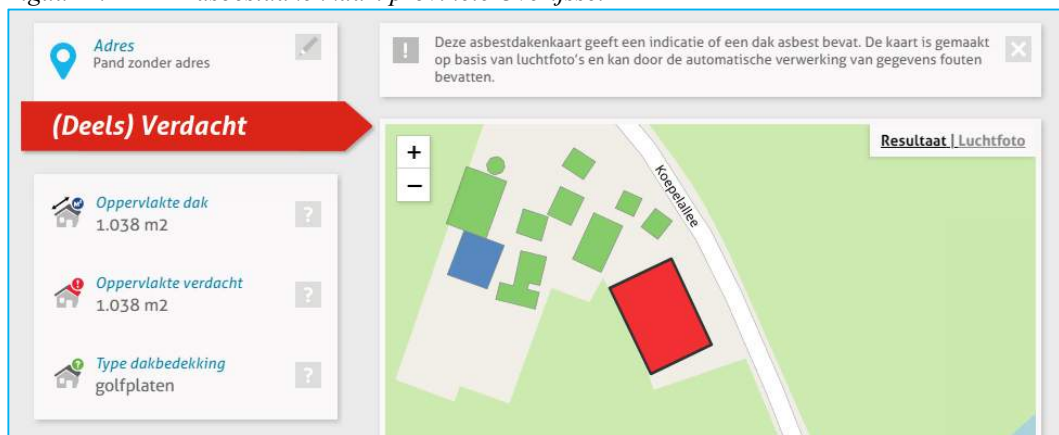 Adres
Pand zonder adres
(Deels) Verdacht
Oppervlakte dak
1.038 m2
?
Oppervlakte verdacht
1.038 m2
?
Type dakbedekking
golfplaten
?
!
Deze asbestdakenkaart geeft een indicatie of een dak asbest bevat. De kaart is gemaakt
op basis van luchtfoto's en kan door de automatische verwerking van gegevens fouten
bevatten.
+
−
Resultaat | Luchtfoto
Koepelallee